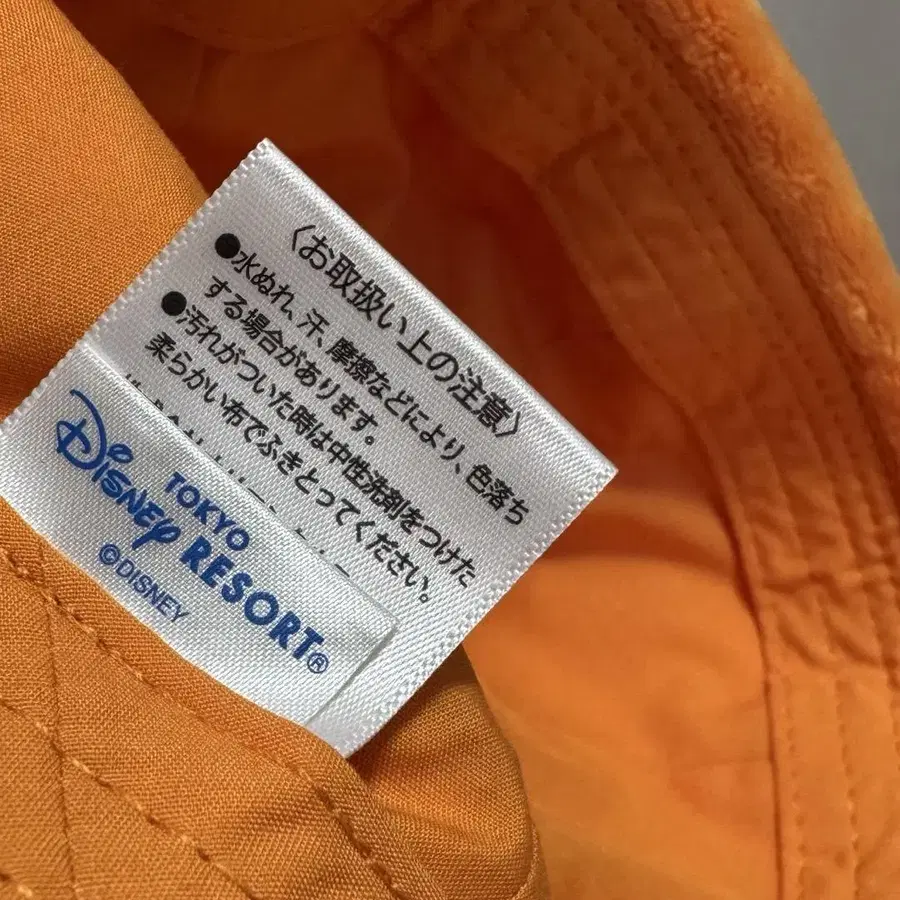 〈お取扱い上の注意〉
●水ぬれ、汗、摩擦などにより、色落ち
する場合があります。
●汚れがついた時は中性洗剤をつけた
柔らかい布でふきとってください。
TOKYO
DISNEY RESORT®
©DISNEY